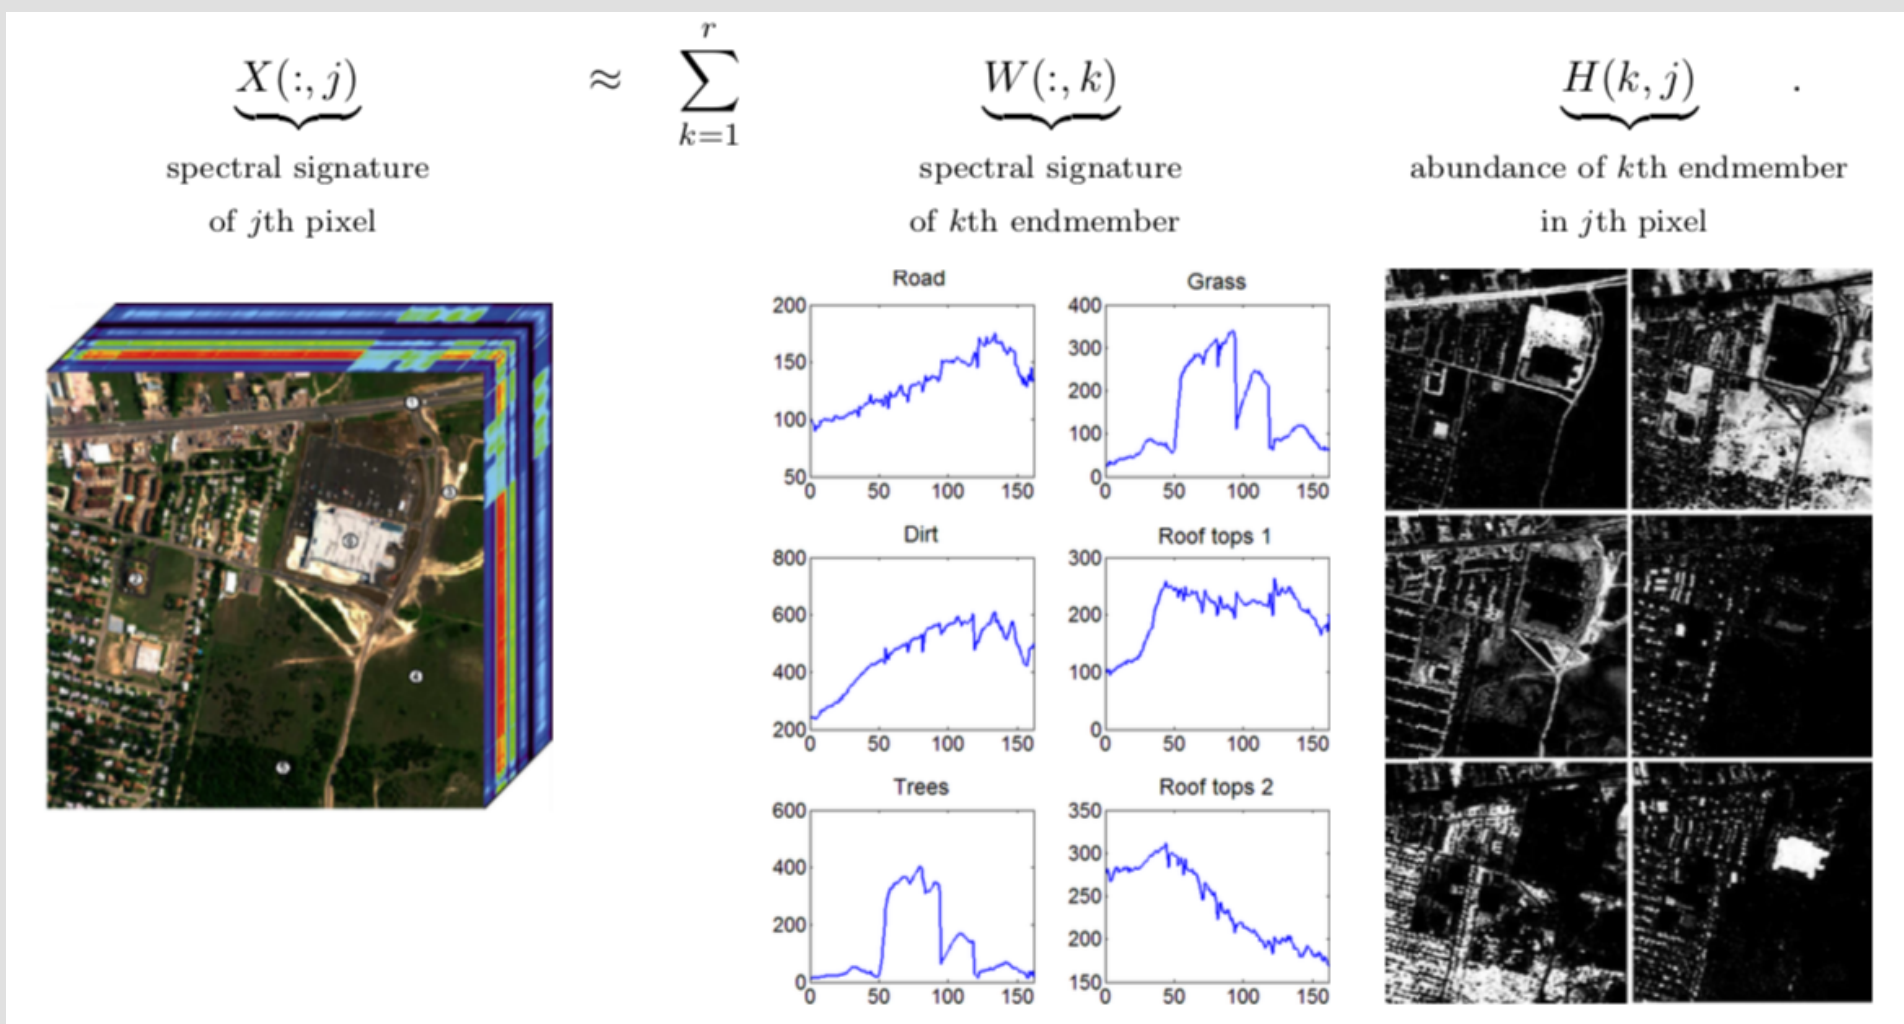 X(:, j) ≈ ∑ r k=1 W(:, k) H(k, j) .
spectral signature
of jth pixel
spectral signature
of kth endmember
abundance of kth endmember
in jth pixel
Road
200
150
100
50
0 50 100 150
Grass
400
300
200
100
0
0 50 100 150
Dirt
800
600
400
200
0 50 100 150
Roof tops 1
300
200
100
0
0 50 100 150
Trees
600
400
200
0
0 50 100 150
Roof tops 2
350
300
250
200
150
0 50 100 150
1
4
5